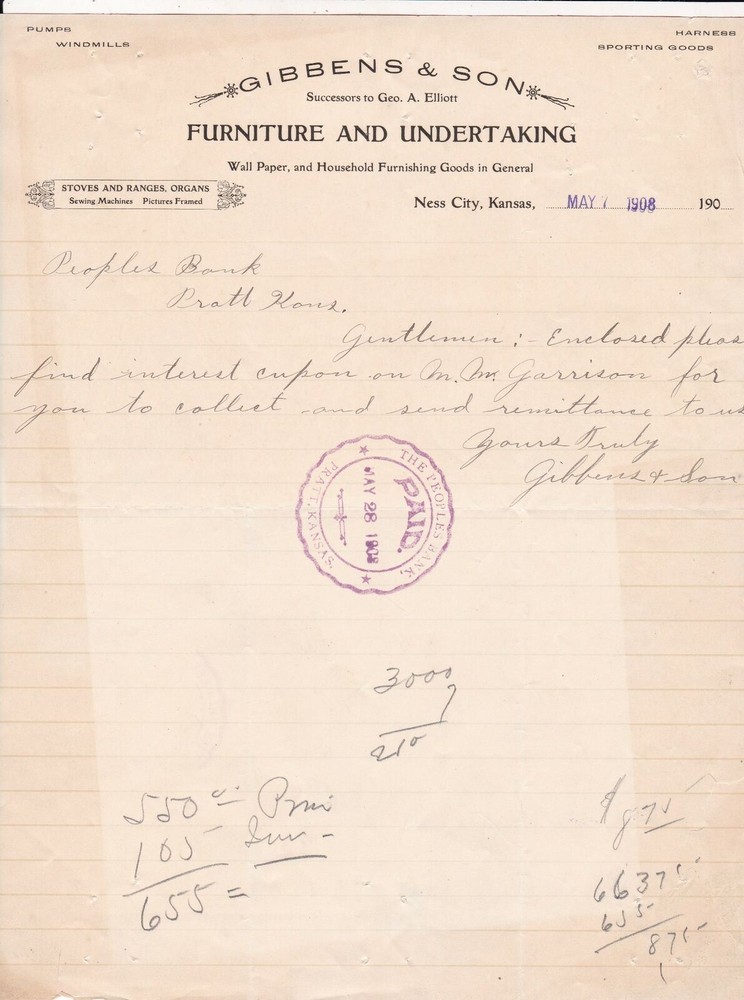 PUMPS
WINDMILLS
HARNESS
SPORTING GOODS
GIBBENS & SON
Successors to Geo. A. Elliott
FURNITURE AND UNDERTAKING
Wall Paper, and Household Furnishing Goods in General
STOVES AND RANGES, ORGANS
Sewing Machines Pictures Framed
Ness City, Kansas, MAY 7 1908 190
Peoples Bank
Pratt Kans.
Gentlemen:- Enclosed pleas
find interest cupon on M. M. Garrison for
you to collect and send remittance to us
Yours Truly
Gibbens & Son
THE PEOPLES BANK,
PAID.
MAY 28 1908
PRATT, KANSAS.
3000
7
210
550 Prin
105 Int
655 =
$875
66375
655
875